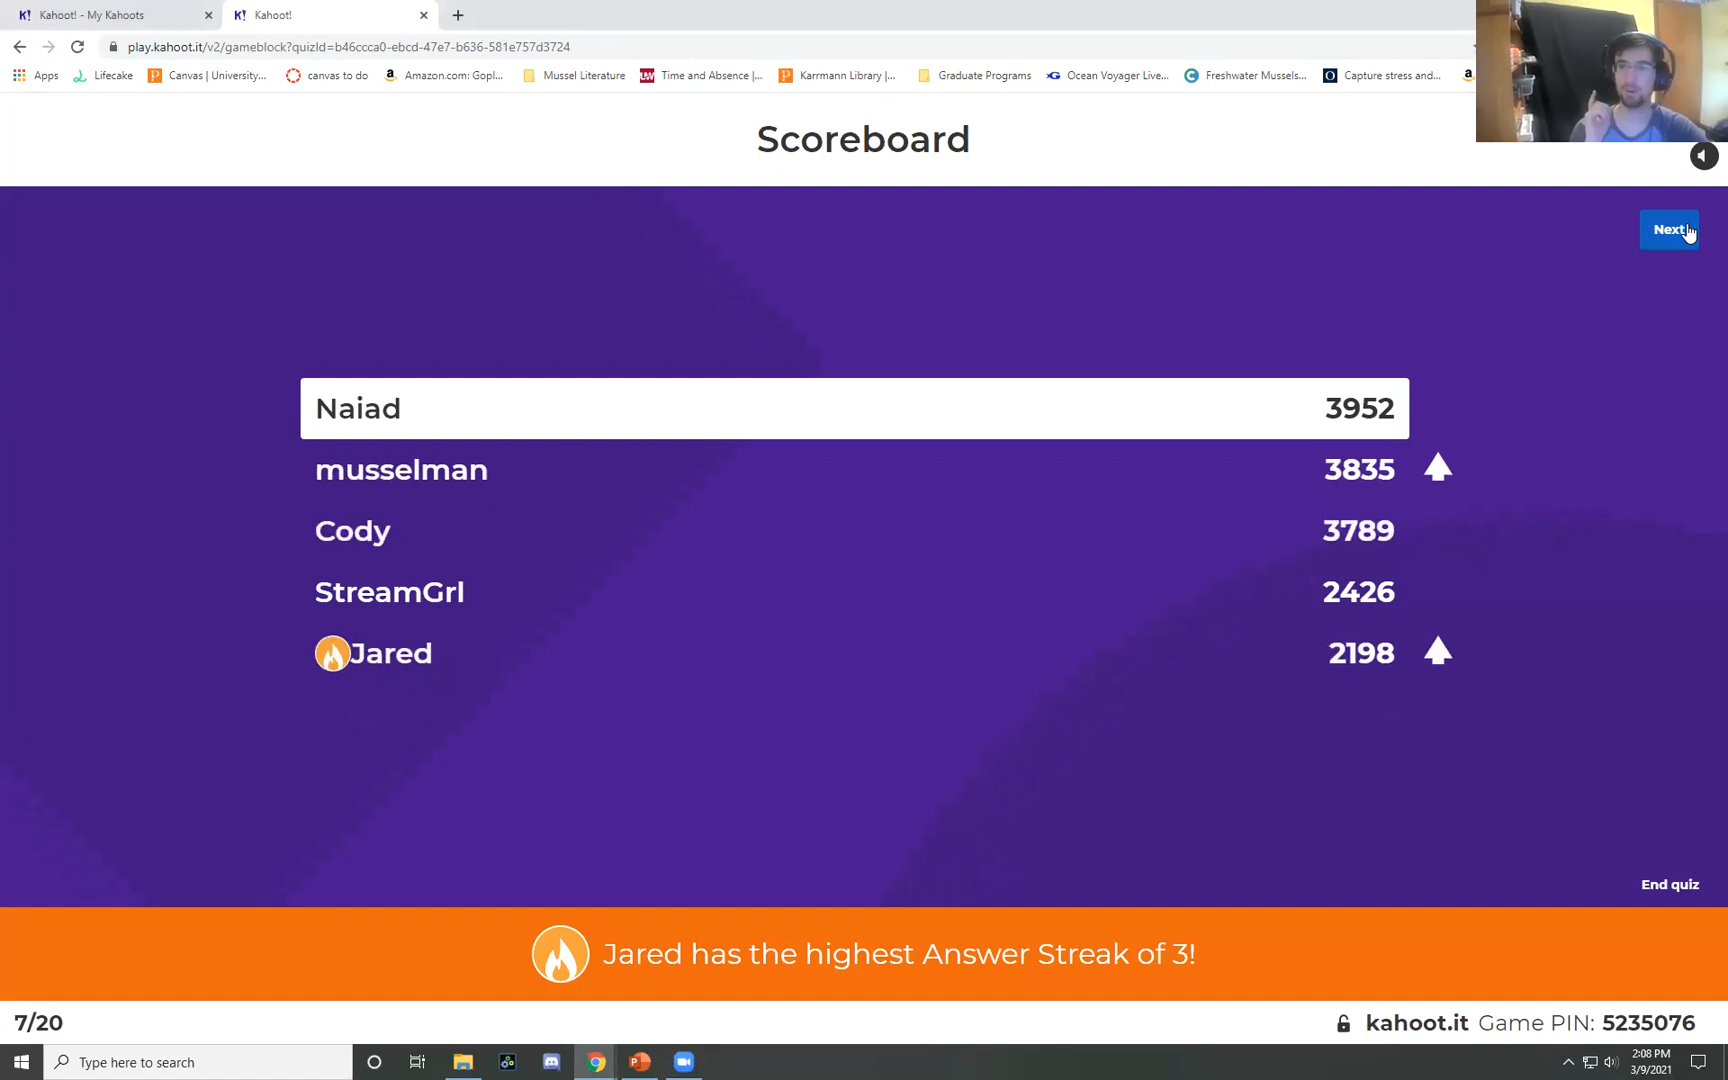 Kahoot! - My Kahoots
Kahoot!
play.kahoot.it/v2/gameblock?quizId=b46ccca0-ebcd-47e7-b636-581e757d3724
Apps
Lifecake
Canvas | University...
canvas to do
Amazon.com: Gopl...
Mussel Literature
Time and Absence |...
Karrmann Library |...
Graduate Programs
Ocean Voyager Live...
Freshwater Mussels...
Capture stress and...
Scoreboard
Next
Naiad 3952
musselman 3835
Cody 3789
StreamGrl 2426
Jared 2198
End quiz
Jared has the highest Answer Streak of 3!
7/20
kahoot.it Game PIN: 5235076
Type here to search
2:08 PM
3/9/2021